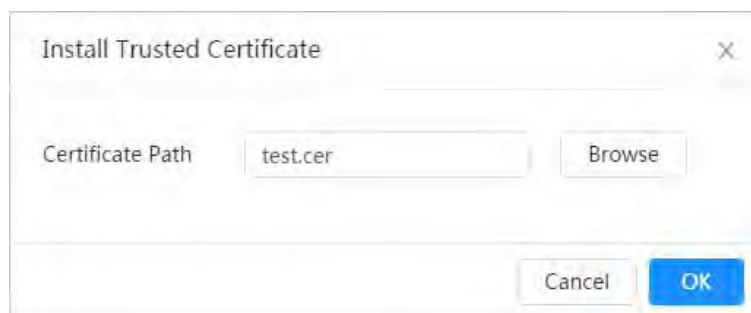 Install Trusted Certificate
Certificate Path test.cer Browse
Cancel OK